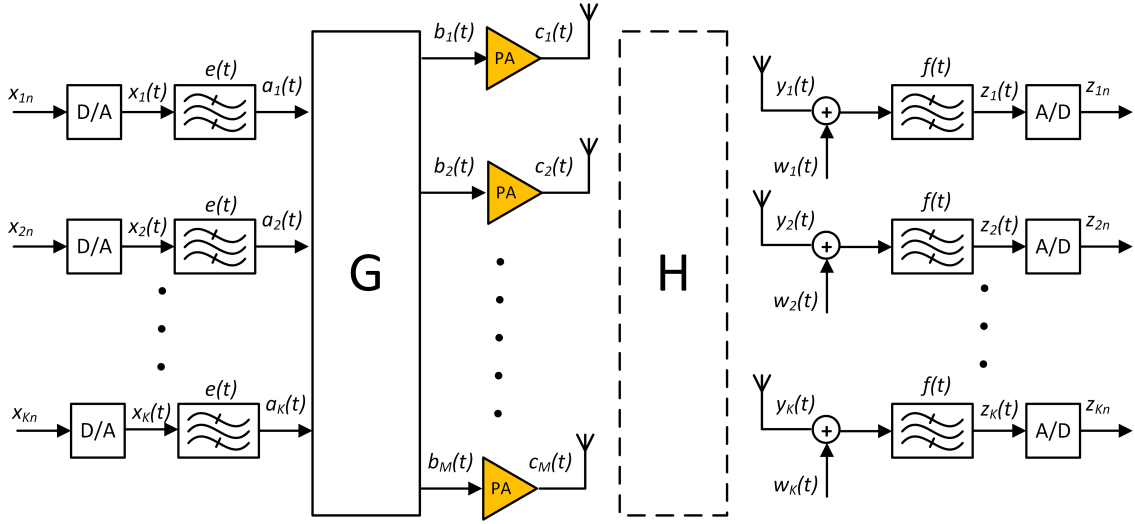 b1(t) c1(t)
e(t) f(t)
x1n x1(t) a1(t) y1(t) z1(t) z1n
D/A PA + A/D
w1(t)
b2(t) c2(t)
e(t) f(t)
x2n x2(t) a2(t) y2(t) z2(t) z2n
D/A PA + A/D
G H
w2(t)
e(t) f(t)
xKn xK(t) aK(t) yK(t) zK(t) zKn
D/A + A/D
bM(t) cM(t)
PA
wK(t)